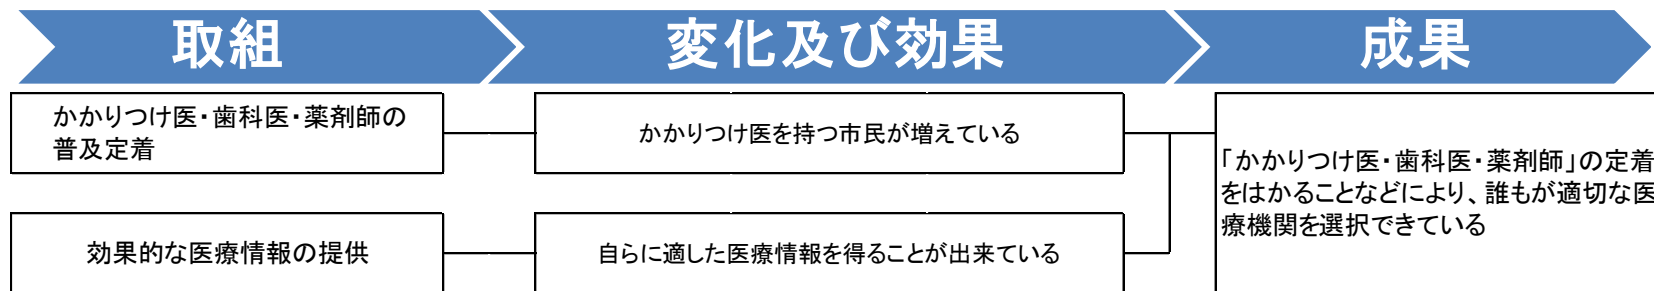 取組
変化及び効果
成果
かかりつけ医・歯科医・薬剤師の
普及定着
かかりつけ医を持つ市民が増えている
「かかりつけ医・歯科医・薬剤師」の定着
をはかることなどにより、誰もが適切な医
療機関を選択できている
効果的な医療情報の提供
自らに適した医療情報を得ることが出来ている